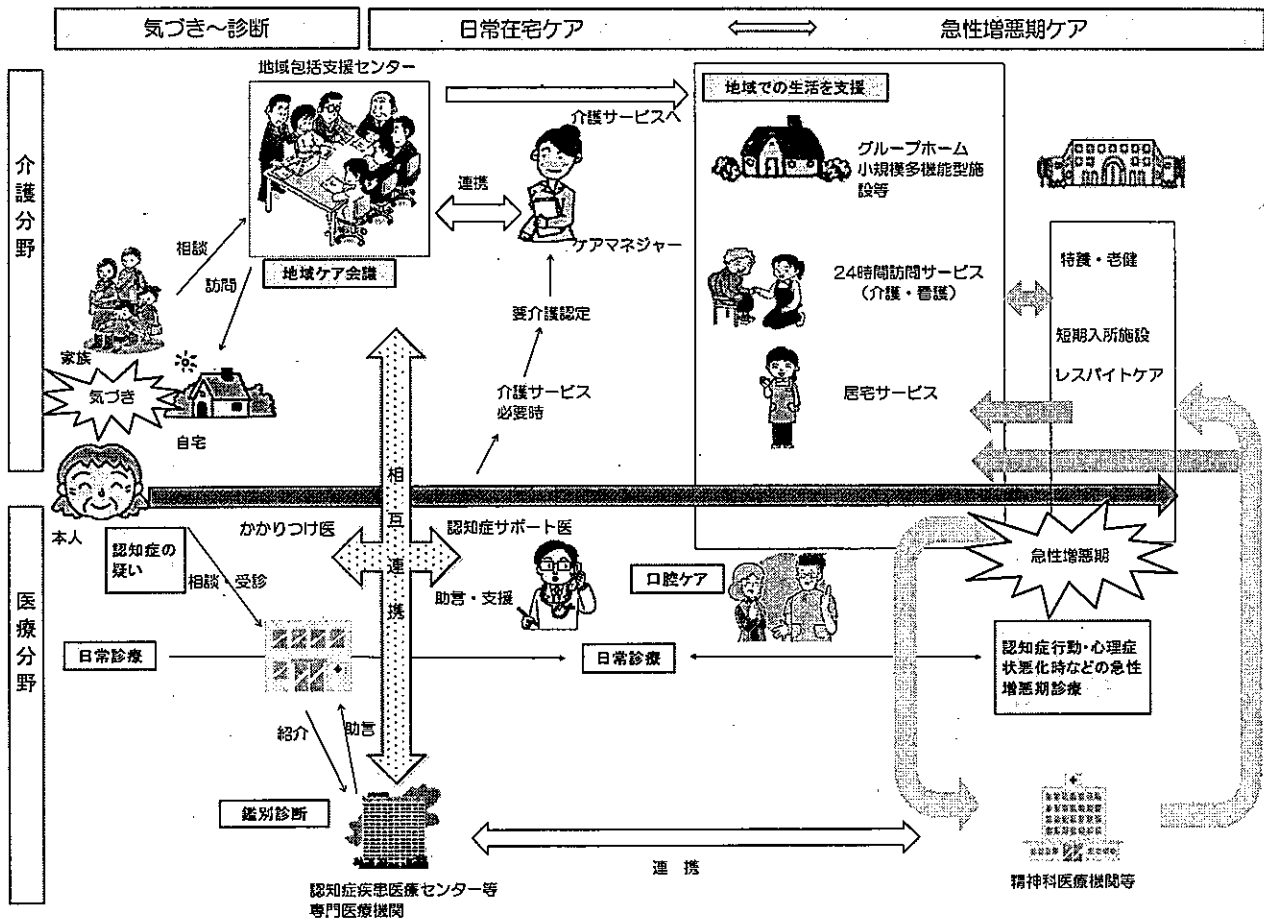 気づき～診断
日常在宅ケア
急性増悪期ケア
介護分野
地域包括支援センター
地域ケア会議
相談
訪問
家族
気づき
自宅
本人
介護サービスへ
連携
ケアマネジャー
要介護認定
介護サービス
必要時
地域での生活を支援
グループホーム
小規模多機能型施
設等
24時間訪問サービス
（介護・看護）
居宅サービス
特養・老健
短期入所施設
レスパイトケア
相互連携
医療分野
認知症の
疑い
かかりつけ医
相談・受診
認知症サポート医
助言・支援
口腔ケア
急性増悪期
日常診療
日常診療
認知症行動・心理症
状悪化時などの急性
増悪期診療
紹介
助言
鑑別診断
認知症疾患医療センター等
専門医療機関
連携
精神科医療機関等